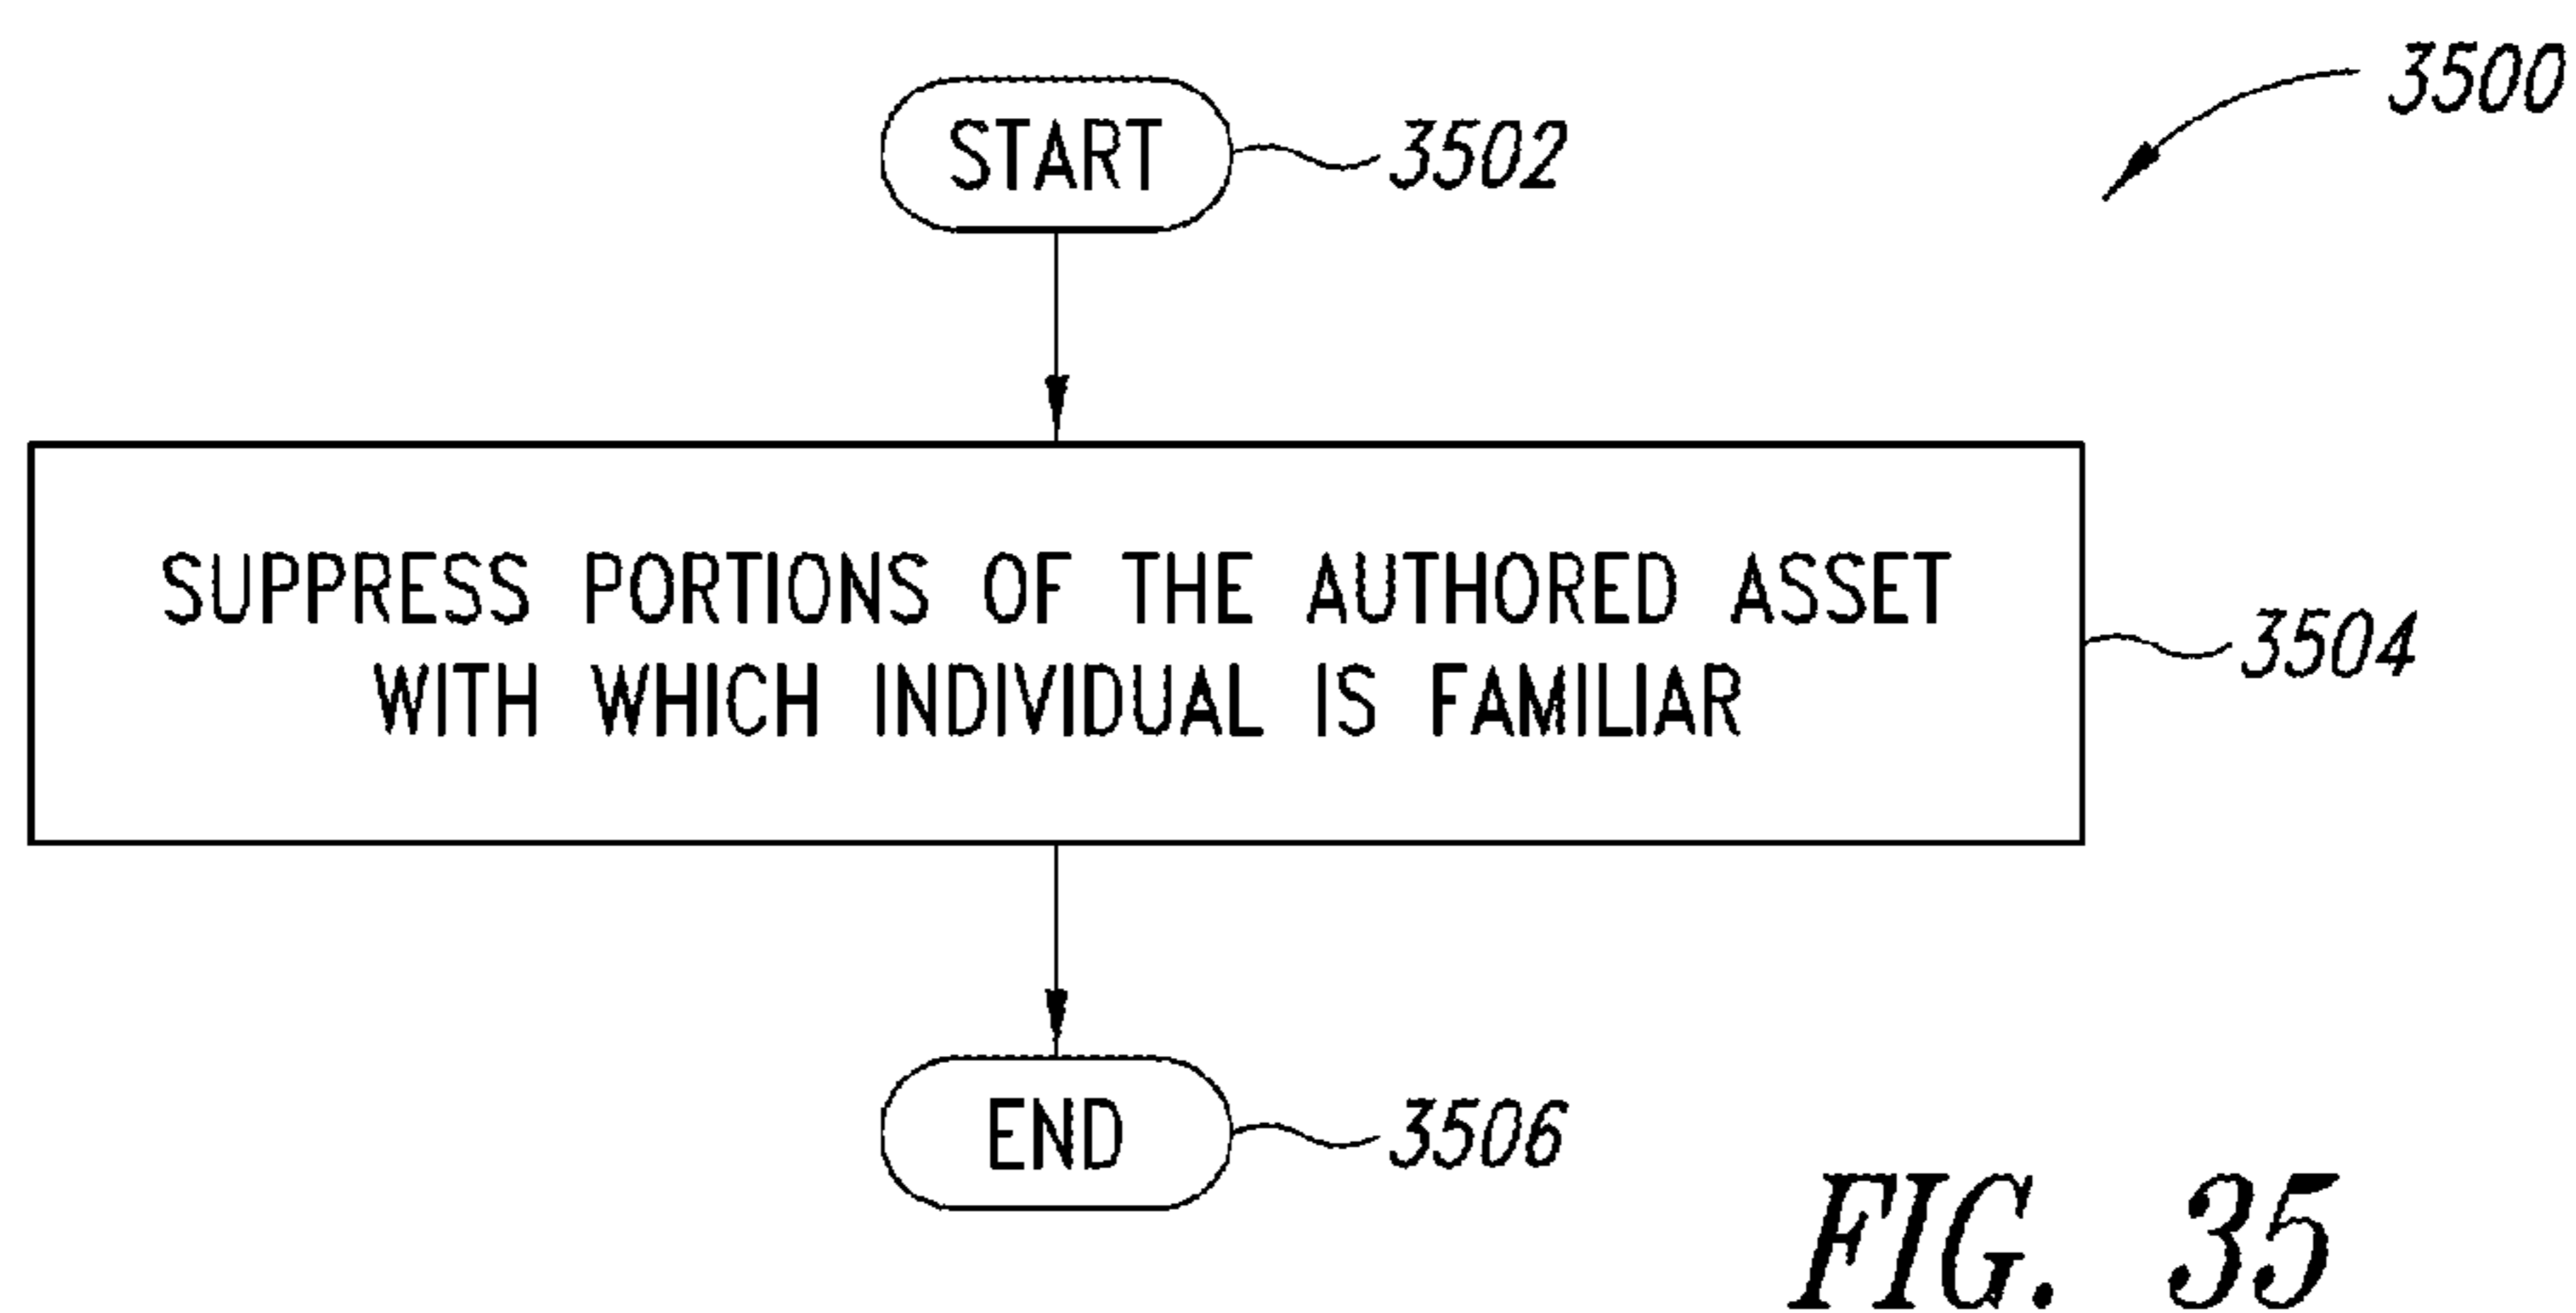 3500
START
3502
SUPPRESS PORTIONS OF THE AUTHORED ASSET
WITH WHICH INDIVIDUAL IS FAMILIAR
3504
END
3506
FIG. 35